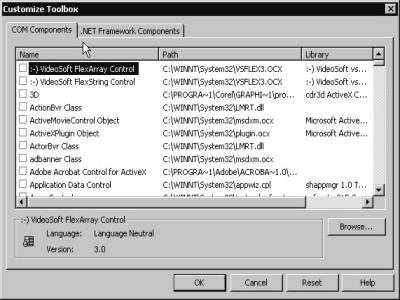 Customize Toolbox
COM Components .NET Framework Components
Name Path Library
:-) VideoSoft FlexArray Control C:\WINNT\System32\VSFLEX3.OCX :-) VideoSoft vs...
:-) VideoSoft FlexString Control C:\WINNT\System32\VSFLEX3.OCX :-) VideoSoft vs...
3D C:\PROGRA~1\Corel\GRAPHI~1\pro... cdr3d ActiveX C...
ActionBvr Class C:\WINNT\System32\LMRT.dll
ActiveMovieControl Object C:\WINNT\System32\msdxm.ocx Microsoft Active...
ActiveXPlugin Object C:\WINNT\System32\plugin.ocx Microsoft Active...
ActorBvr Class C:\WINNT\System32\LMRT.dll
adbanner Class C:\WINNT\System32\msdxm.ocx
Adobe Acrobat Control for ActiveX C:\PROGRA~1\Adobe\ACROBA~1.0\...
Application Data Control C:\WINNT\System32\appwiz.cpl shappmgr 1.0 T...
:-) VideoSoft FlexArray Control
Language: Language Neutral
Version: 3.0
Browse...
OK Cancel Reset Help